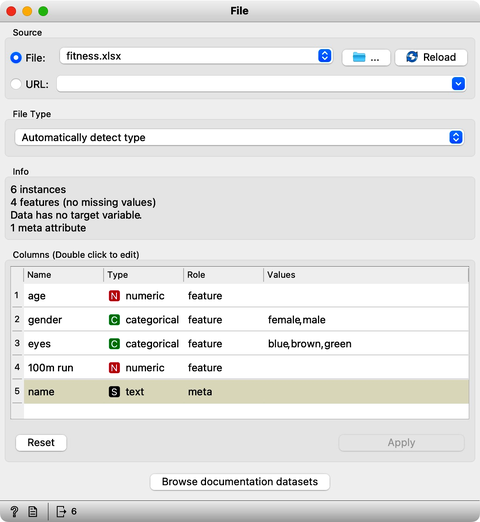 File
Source
File: fitness.xlsx ... Reload
URL:
File Type
Automatically detect type
Info
6 instances
4 features (no missing values)
Data has no target variable.
1 meta attribute
Columns (Double click to edit)
Name Type Role Values
1 age N numeric feature
2 gender C categorical feature female,male
3 eyes C categorical feature blue,brown,green
4 100m run N numeric feature
5 name S text meta
Reset Apply
Browse documentation datasets
? 6